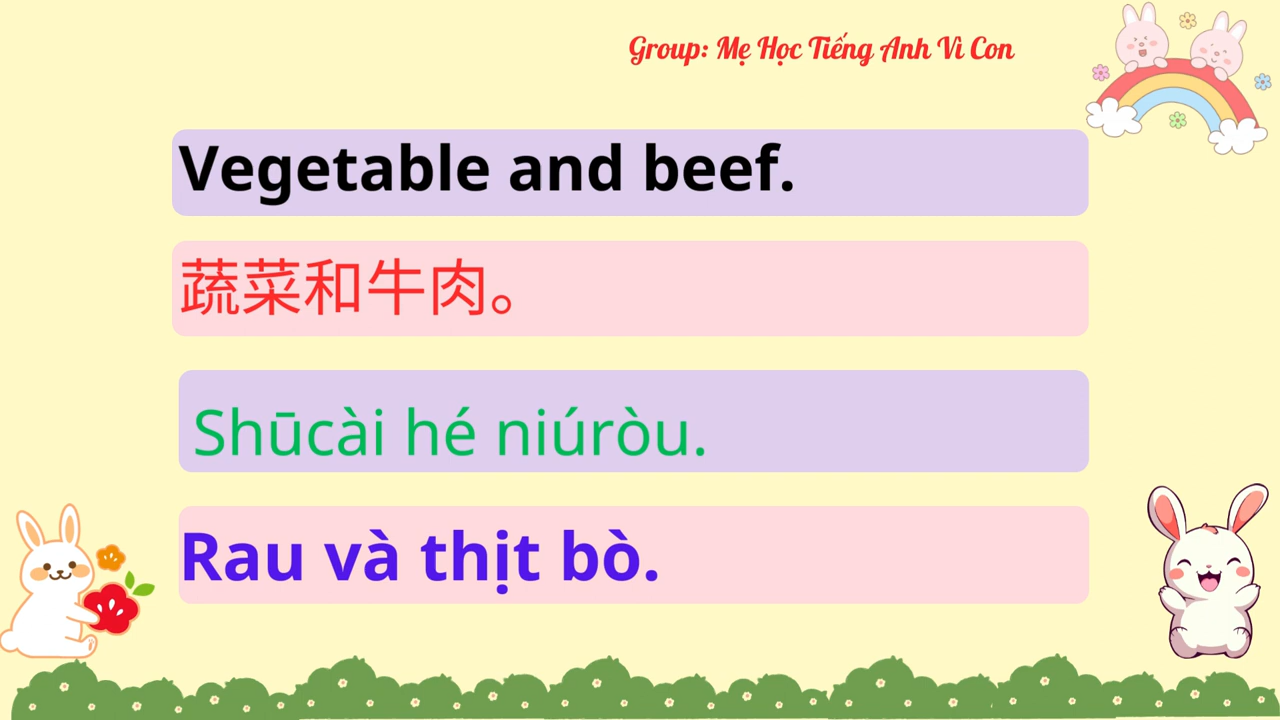 Group: Mẹ Học Tiếng Anh Vì Con
Vegetable and beef.
蔬菜和牛肉。
Shūcài hé niúròu.
Rau và thịt bò.